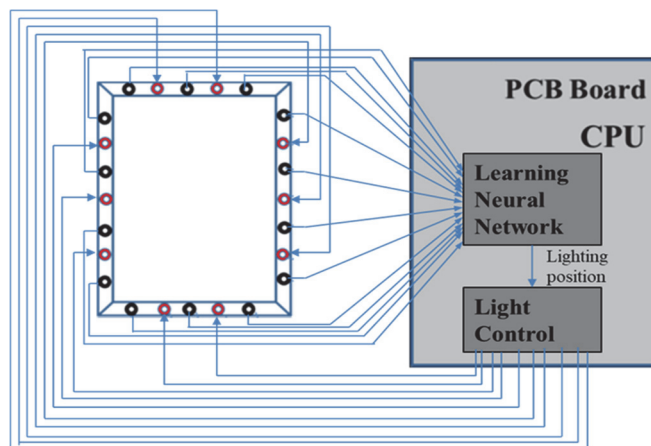 PCB Board
CPU
Learning
Neural
Network
Lighting
position
Light
Control